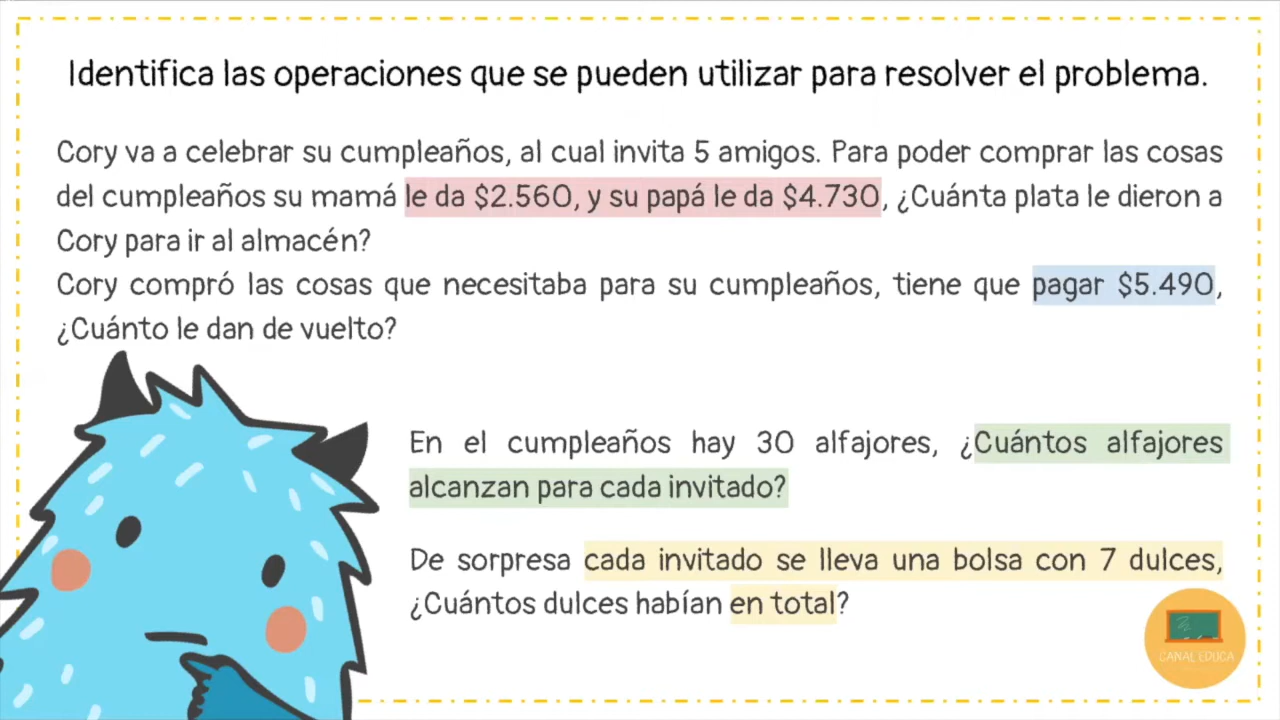 Identifica las operaciones que se pueden utilizar para resolver el problema.
Cory va a celebrar su cumpleaños, al cual invita 5 amigos. Para poder comprar las cosas
del cumpleaños su mamá le da $2.560, y su papá le da $4.730, ¿Cuánta plata le dieron a
Cory para ir al almacén?
Cory compró las cosas que necesitaba para su cumpleaños, tiene que pagar $5.490,
¿Cuánto le dan de vuelto?
En el cumpleaños hay 30 alfajores, ¿Cuántos alfajores
alcanzan para cada invitado?
De sorpresa cada invitado se lleva una bolsa con 7 dulces,
¿Cuántos dulces habían en total?
CANAL EDUCA